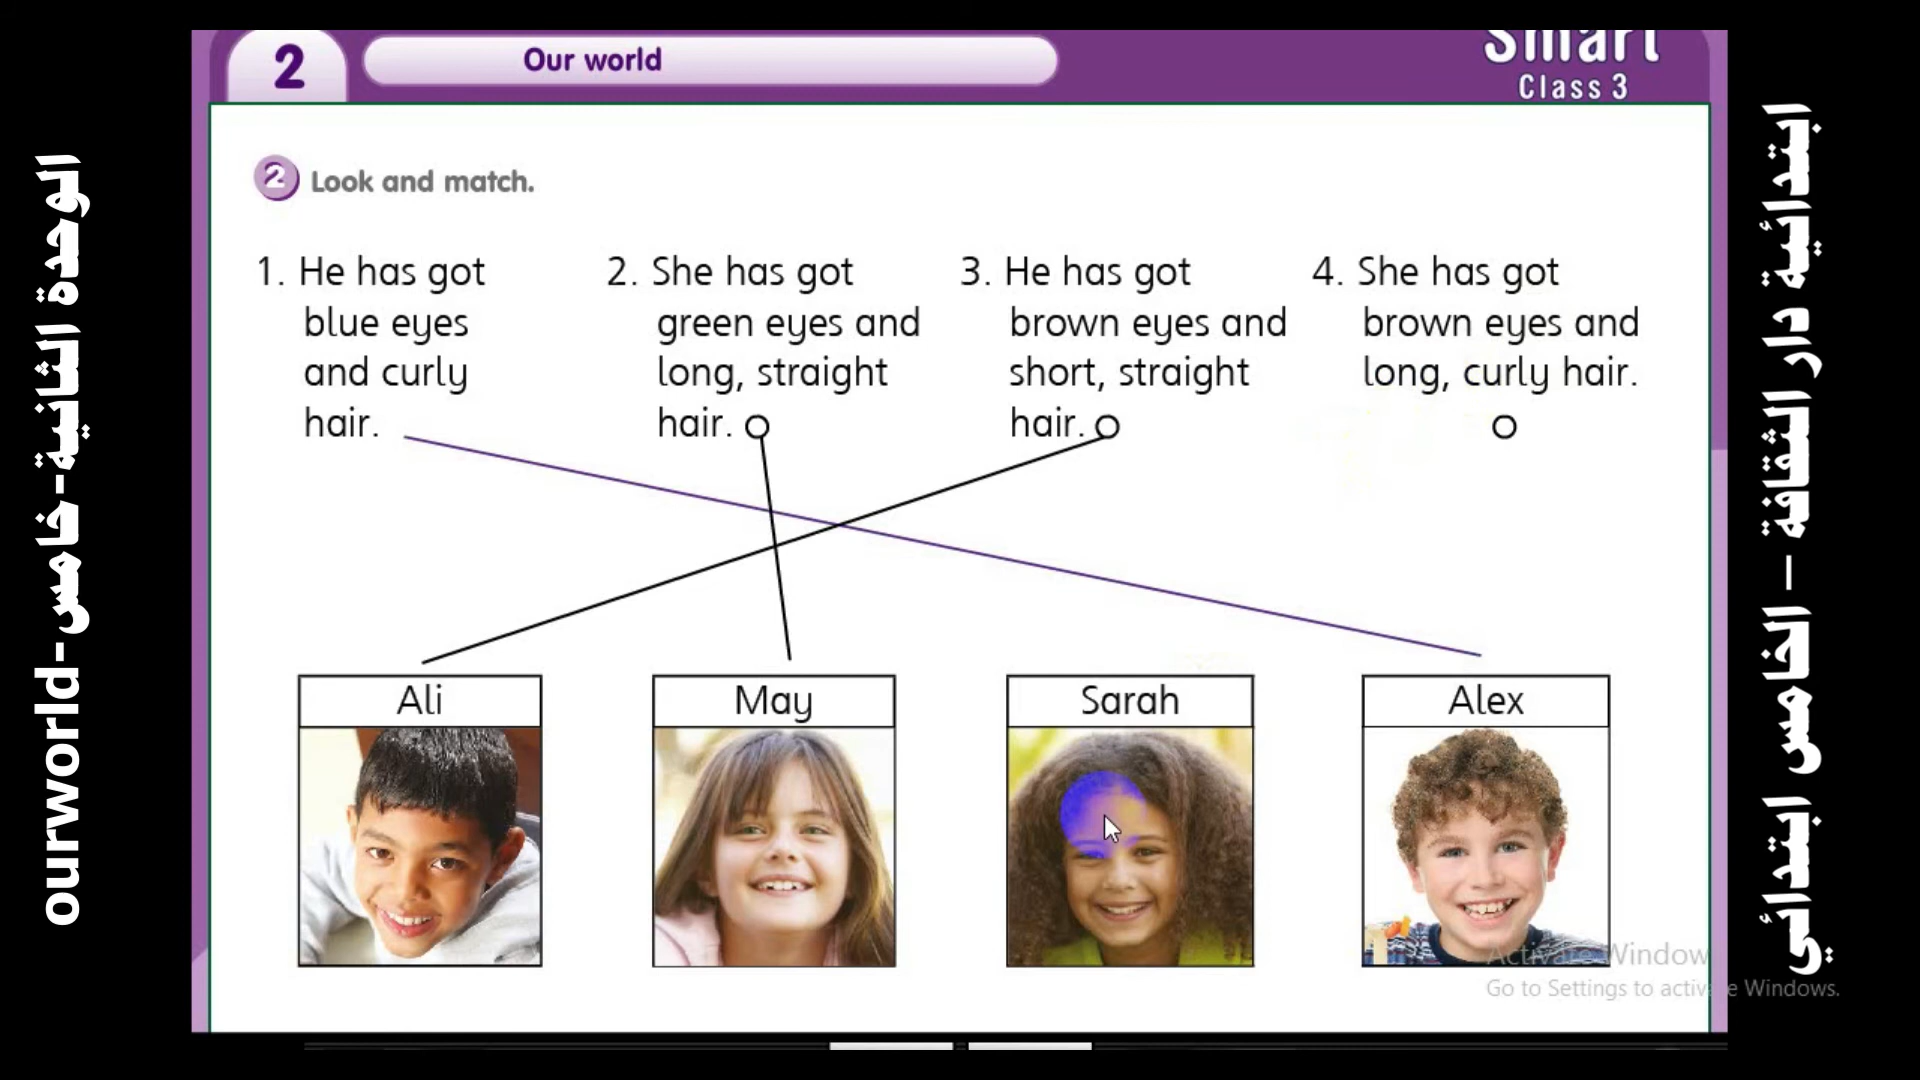 2
Our world
Smart
Class 3
2 Look and match.
1. He has got
blue eyes
and curly
hair.
2. She has got
green eyes and
long, straight
hair.
3. He has got
brown eyes and
short, straight
hair.
4. She has got
brown eyes and
long, curly hair.
Ali
May
Sarah
Alex
Activate Window
Go to Settings to activate Windows.
الوحدة الثانية-خامس-ourworld
ابتدائية دار الثقافة – الخامس ابتدائي